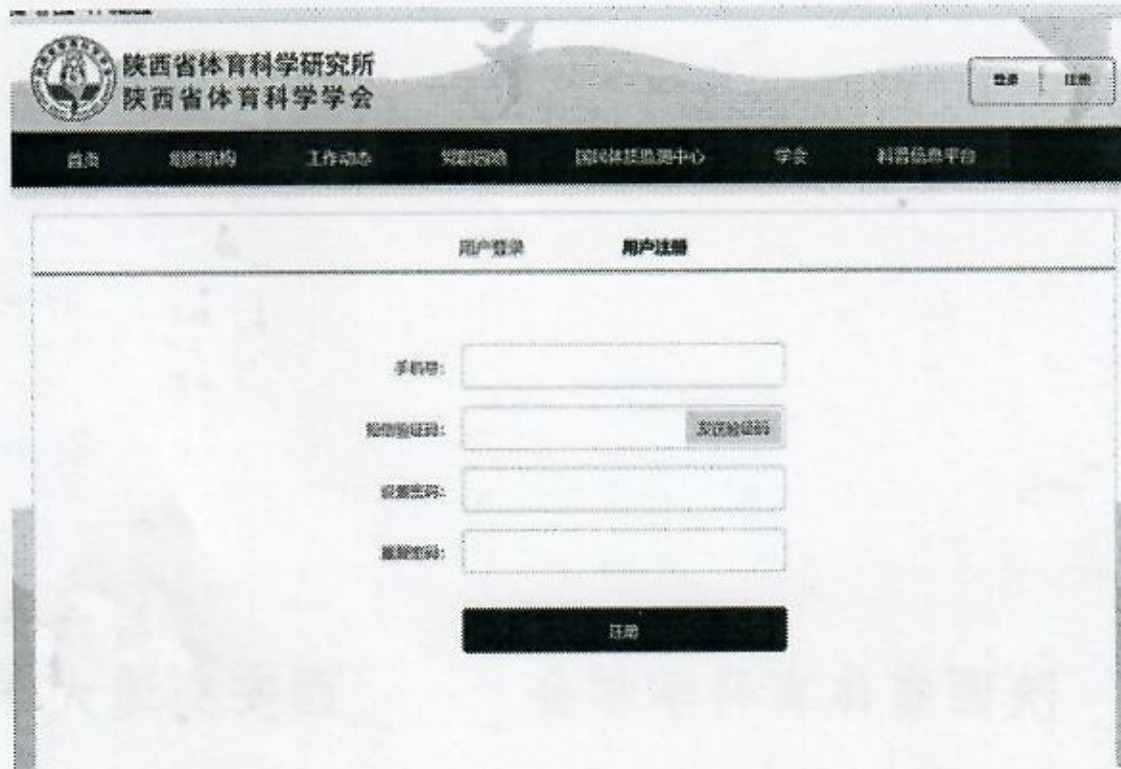 陕西省体育科学研究所
陕西省体育科学学会
登录 注册
首页 组织机构 工作动态 党群园地 国民体质监测中心 学会 科普信息平台
用户登录 用户注册
手机号:
短信验证码: 发送验证码
设置密码:
重复密码:
注册